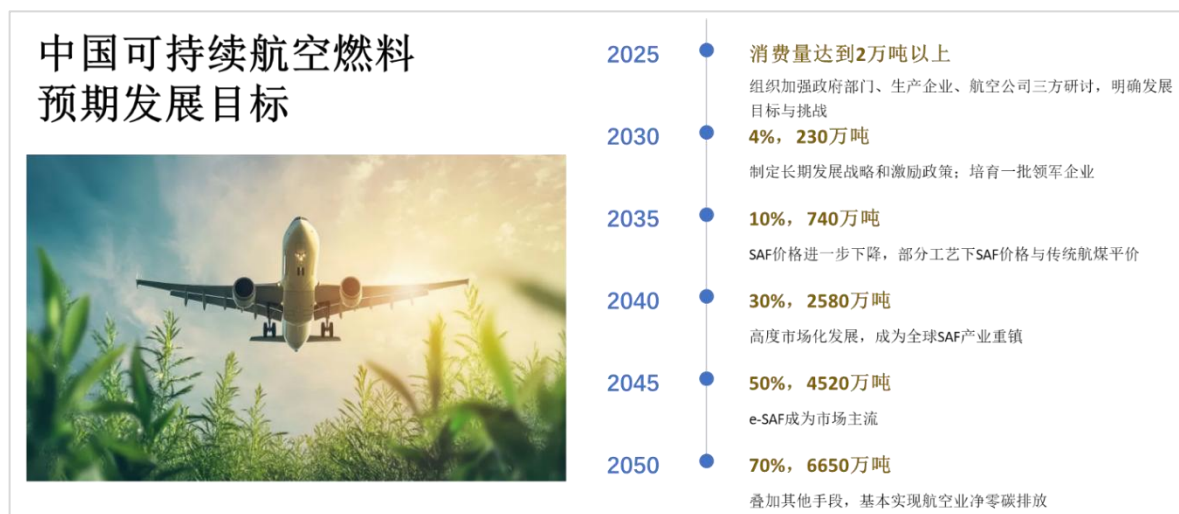 中国可持续航空燃料
预期发展目标
2025
消费量达到2万吨以上
组织加强政府部门、生产企业、航空公司三方研讨，明确发展
目标与挑战
2030
4%，230万吨
制定长期发展战略和激励政策；培育一批领军企业
2035
10%，740万吨
SAF价格进一步下降，部分工艺下SAF价格与传统航煤平价
2040
30%，2580万吨
高度市场化发展，成为全球SAF产业重镇
2045
50%，4520万吨
e-SAF成为市场主流
2050
70%，6650万吨
叠加其他手段，基本实现航空业净零碳排放